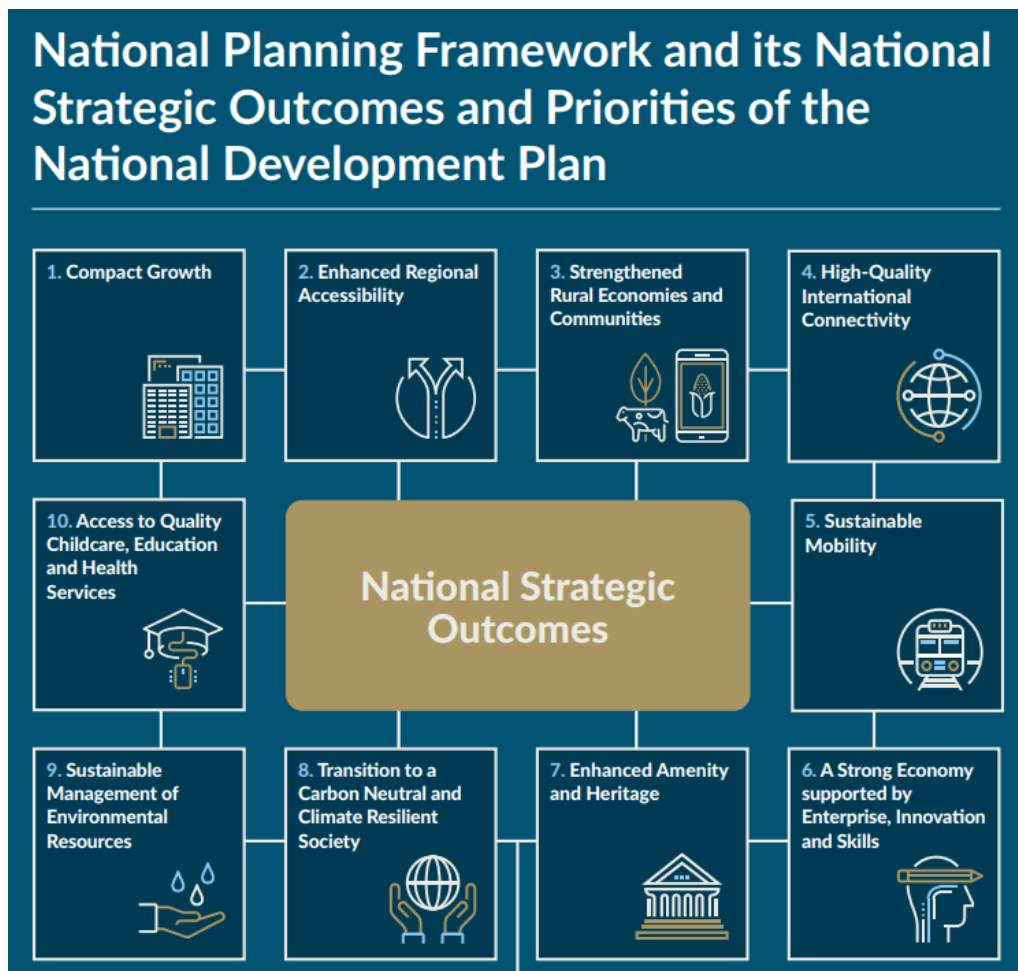 National Planning Framework and its National
Strategic Outcomes and Priorities of the
National Development Plan
1. Compact Growth
2. Enhanced Regional
Accessibility
3. Strengthened
Rural Economies and
Communities
4. High-Quality
International
Connectivity
10. Access to Quality
Childcare, Education
and Health
Services
National Strategic
Outcomes
5. Sustainable
Mobility
9. Sustainable
Management of
Environmental
Resources
8. Transition to a
Carbon Neutral and
Climate Resilient
Society
7. Enhanced Amenity
and Heritage
6. A Strong Economy
supported by
Enterprise, Innovation
and Skills